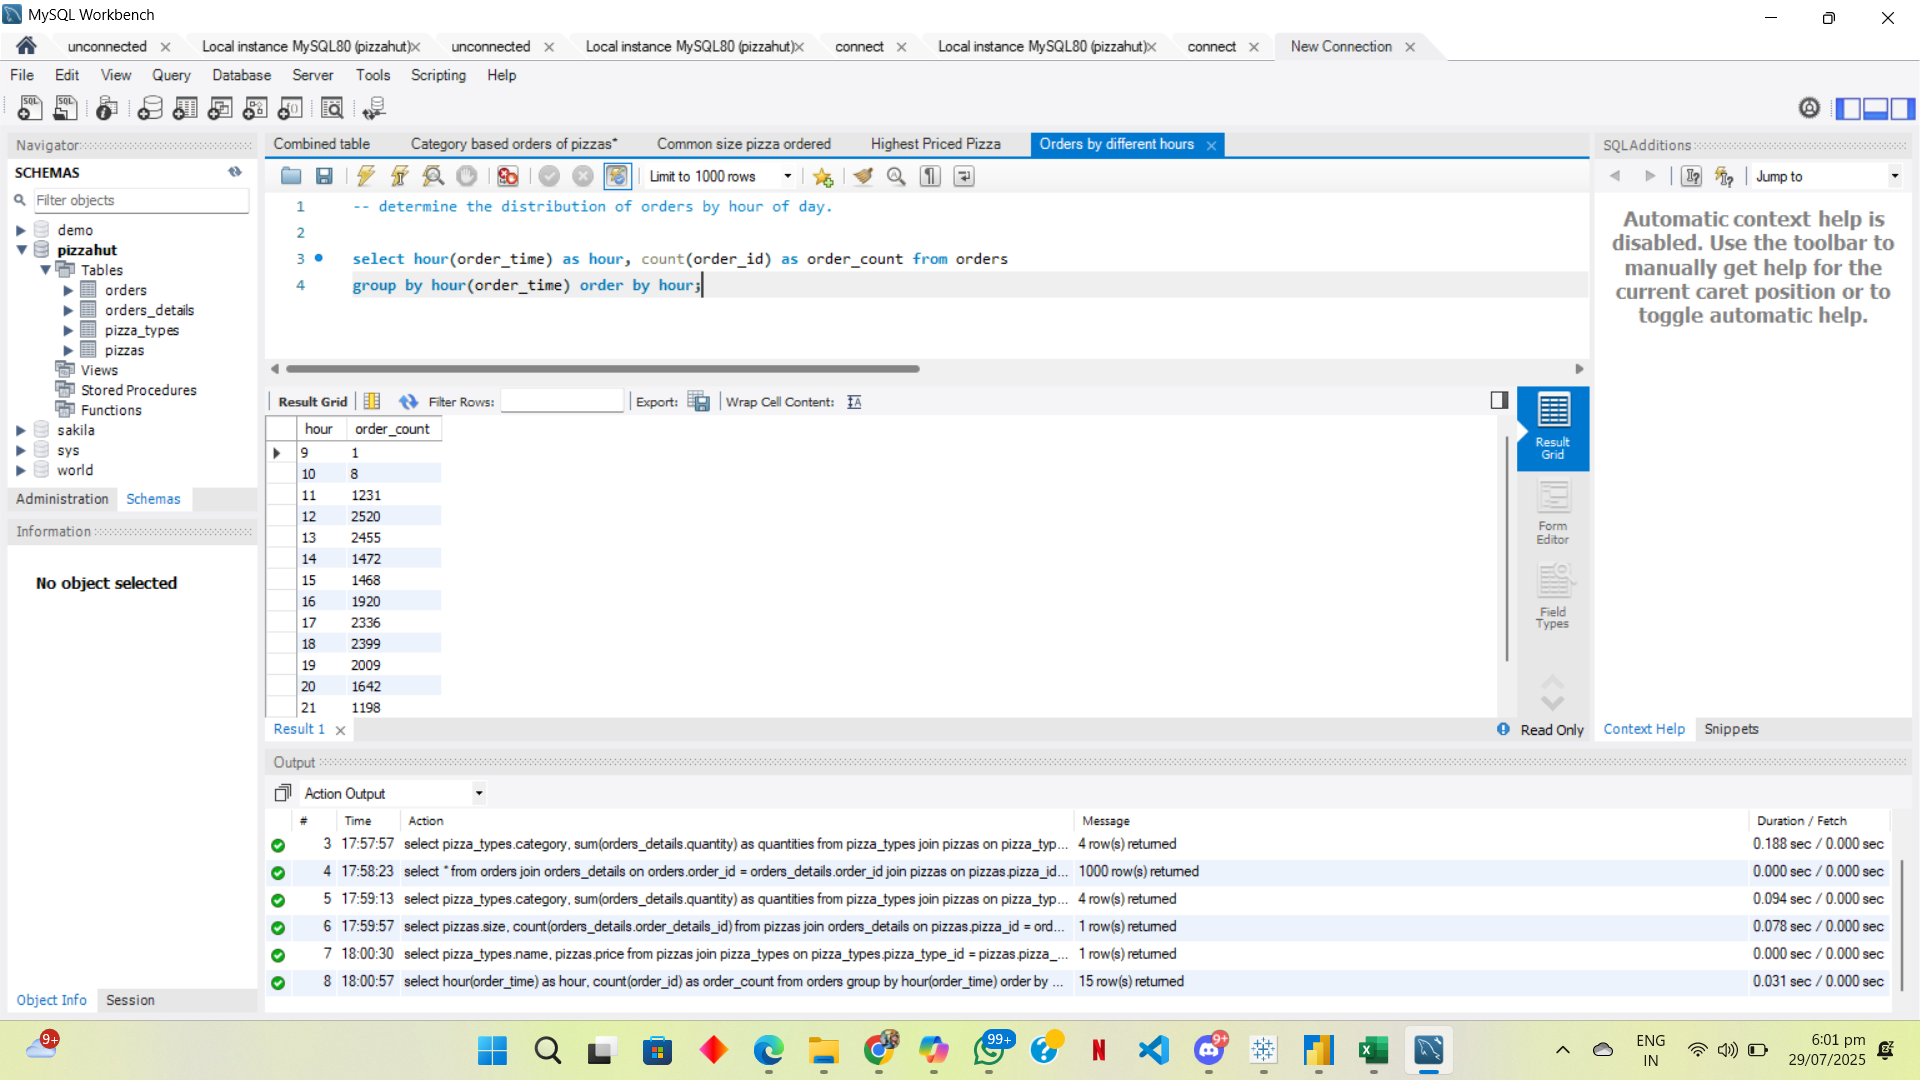 MySQL Workbench
unconnected
Local instance MySQL80 (pizzahut)
unconnected
Local instance MySQL80 (pizzahut)
connect
Local instance MySQL80 (pizzahut)
connect
New Connection
File Edit View Query Database Server Tools Scripting Help
Navigator
SCHEMAS
Filter objects
demo
pizzahut
Tables
orders
orders_details
pizza_types
pizzas
Views
Stored Procedures
Functions
sakila
sys
world
Administration Schemas
Information
No object selected
Object Info Session
Combined table
Category based orders of pizzas*
Common size pizza ordered
Highest Priced Pizza
Orders by different hours
Limit to 1000 rows
1 -- determine the distribution of orders by hour of day.
2
3 select hour(order_time) as hour, count(order_id) as order_count from orders
4 group by hour(order_time) order by hour;
Result Grid Filter Rows: Export: Wrap Cell Content:
hour order_count
9 1
10 8
11 1231
12 2520
13 2455
14 1472
15 1468
16 1920
17 2336
18 2399
19 2009
20 1642
21 1198
Result Grid
Form Editor
Field Types
Result 1
Read Only
SQLAdditions
Jump to
Automatic context help is
disabled. Use the toolbar to
manually get help for the
current caret position or to
toggle automatic help.
Context Help Snippets
Output
Action Output
# Time Action Message Duration / Fetch
3 17:57:57 select pizza_types.category, sum(orders_details.quantity) as quantities from pizza_types join pizzas on pizza_typ... 4 row(s) returned 0.188 sec / 0.000 sec
4 17:58:23 select * from orders join orders_details on orders.order_id = orders_details.order_id join pizzas on pizzas.pizza_id... 1000 row(s) returned 0.000 sec / 0.000 sec
5 17:59:13 select pizza_types.category, sum(orders_details.quantity) as quantities from pizza_types join pizzas on pizza_typ... 4 row(s) returned 0.094 sec / 0.000 sec
6 17:59:57 select pizzas.size, count(orders_details.order_details_id) from pizzas join orders_details on pizzas.pizza_id = ord... 1 row(s) returned 0.078 sec / 0.000 sec
7 18:00:30 select pizza_types.name, pizzas.price from pizzas join pizza_types on pizza_types.pizza_type_id = pizzas.pizza_... 1 row(s) returned 0.000 sec / 0.000 sec
8 18:00:57 select hour(order_time) as hour, count(order_id) as order_count from orders group by hour(order_time) order by ... 15 row(s) returned 0.031 sec / 0.000 sec
9+
99+
9+
ENG
IN
6:01 pm
29/07/2025